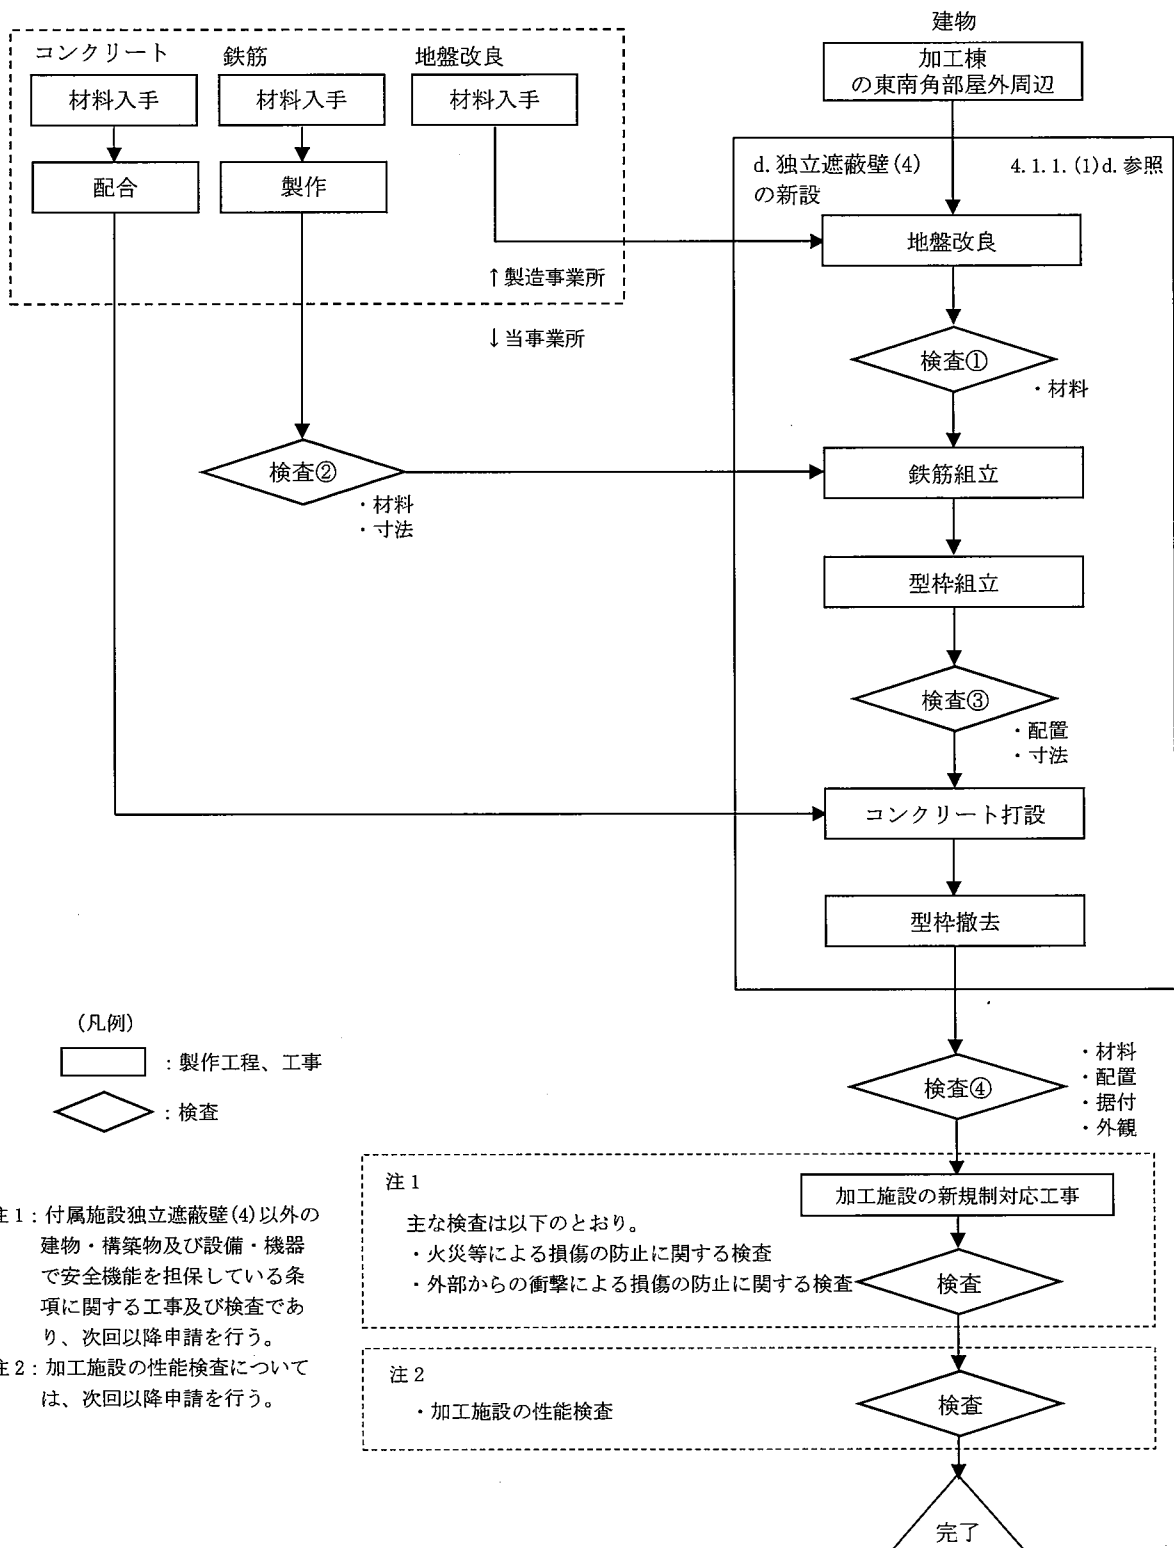 建物
コンクリート
鉄筋
地盤改良
材料入手
材料入手
材料入手
加工棟
の東南角部屋外周辺
配合
製作
d. 独立遮蔽壁(4)
の新設
4.1.1.(1)d. 参照
地盤改良
↑製造事業所
↓当事業所
検査①
・材料
検査②
・材料
・寸法
鉄筋組立
型枠組立
検査③
・配置
・寸法
コンクリート打設
型枠撤去
(凡例)
：製作工程、工事
：検査
検査④
・材料
・配置
・据付
・外観
注1
主な検査は以下のとおり。
・火災等による損傷の防止に関する検査
・外部からの衝撃による損傷の防止に関する検査
加工施設の新規制対応工事
検査
注1：付属施設独立遮蔽壁(4)以外の
建物・構築物及び設備・機器
で安全機能を担保している条
項に関する工事及び検査であ
り、次回以降申請を行う。
注2：加工施設の性能検査について
は、次回以降申請を行う。
注2
・加工施設の性能検査
検査
完了